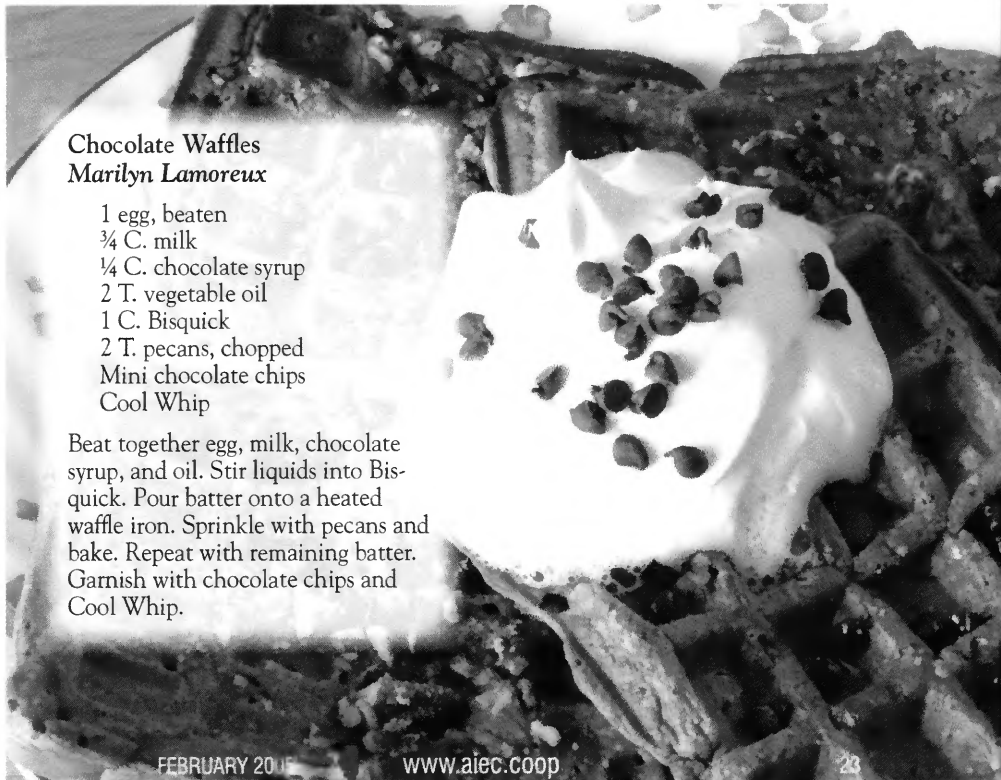 Chocolate Waffles
Marilyn Lamoreux
1 egg, beaten
¾ C. milk
¼ C. chocolate syrup
2 T. vegetable oil
1 C. Bisquick
2 T. pecans, chopped
Mini chocolate chips
Cool Whip
Beat together egg, milk, chocolate
syrup, and oil. Stir liquids into Bis-
quick. Pour batter onto a heated
waffle iron. Sprinkle with pecans and
bake. Repeat with remaining batter.
Garnish with chocolate chips and
Cool Whip.
FEBRUARY www.aiec.coop 23